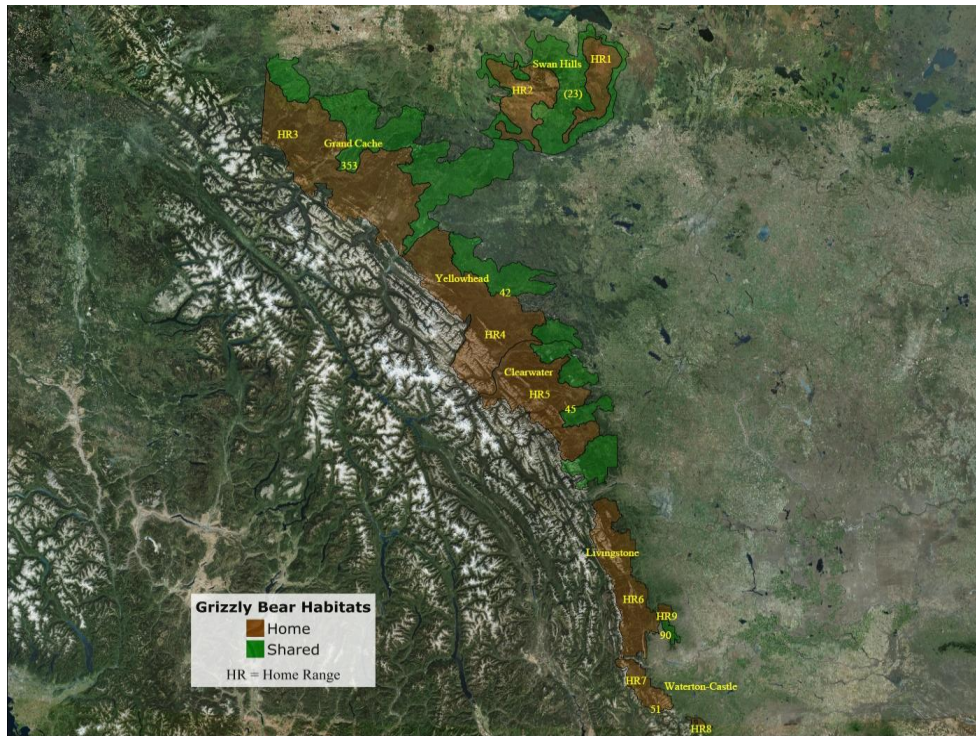 Swan Hills
HR1
HR2
(23)
HR3
Grand Cache
353
Yellowhead
42
HR4
Clearwater
HR5
45
Livingstone
HR6
HR9
90
HR7
Waterton-Castle
51
HR8
Grizzly Bear Habitats
Home
Shared
HR = Home Range